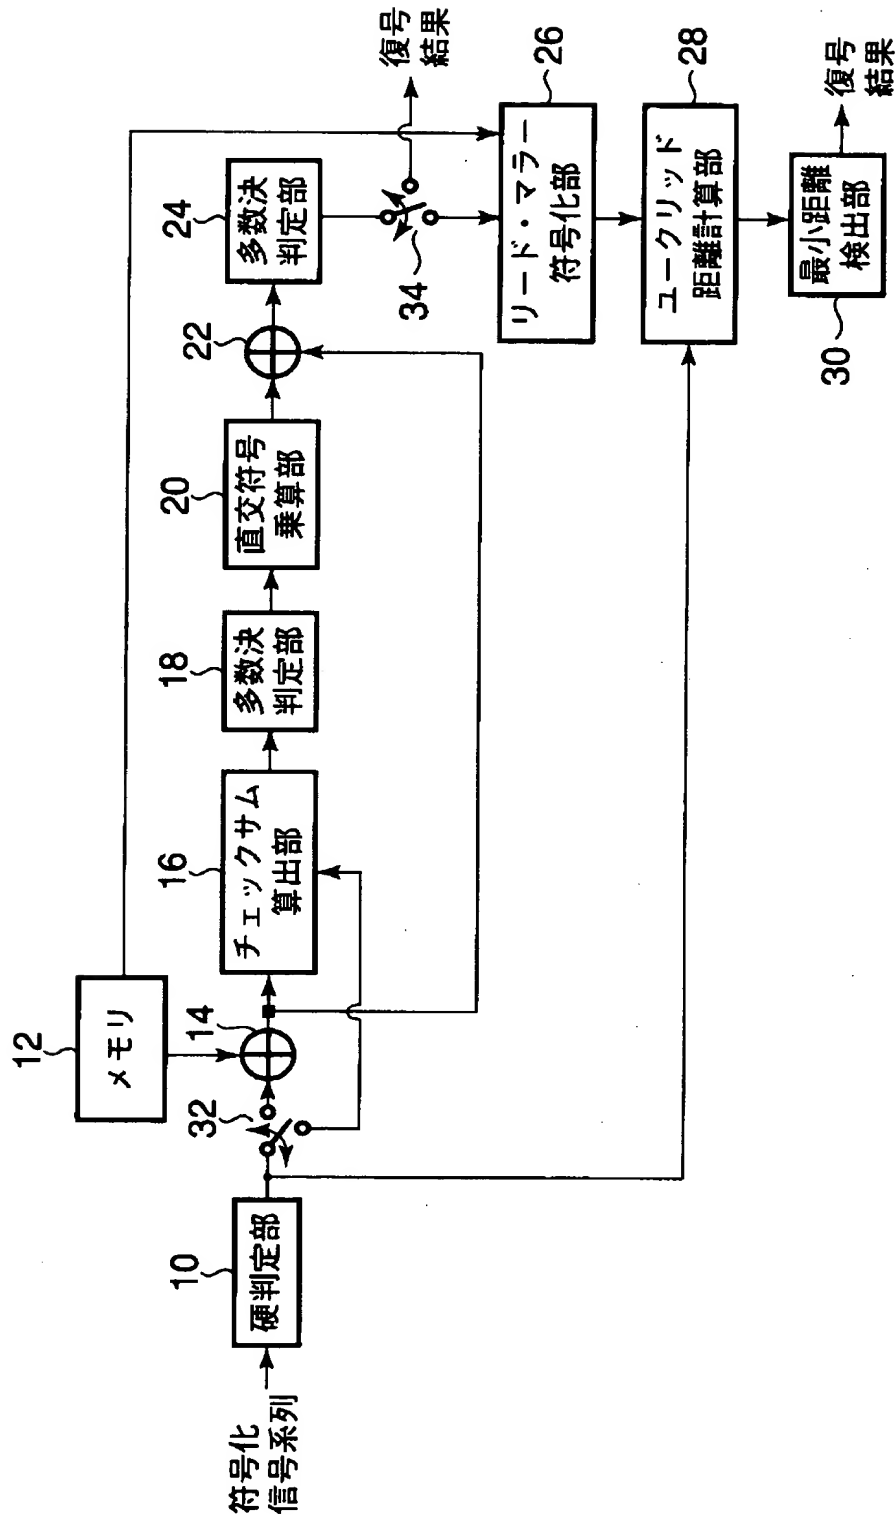 符号化
信号系列
10
硬判定部
32
12
メモリ
14
16
チェックサム
算出部
18
多数決
判定部
20
直交符号
乗算部
22
24
多数決
判定部
34
復号
結果
26
リード・マラー
符号化部
28
ユークリッド
距離計算部
30
最小距離
検出部
復号
結果